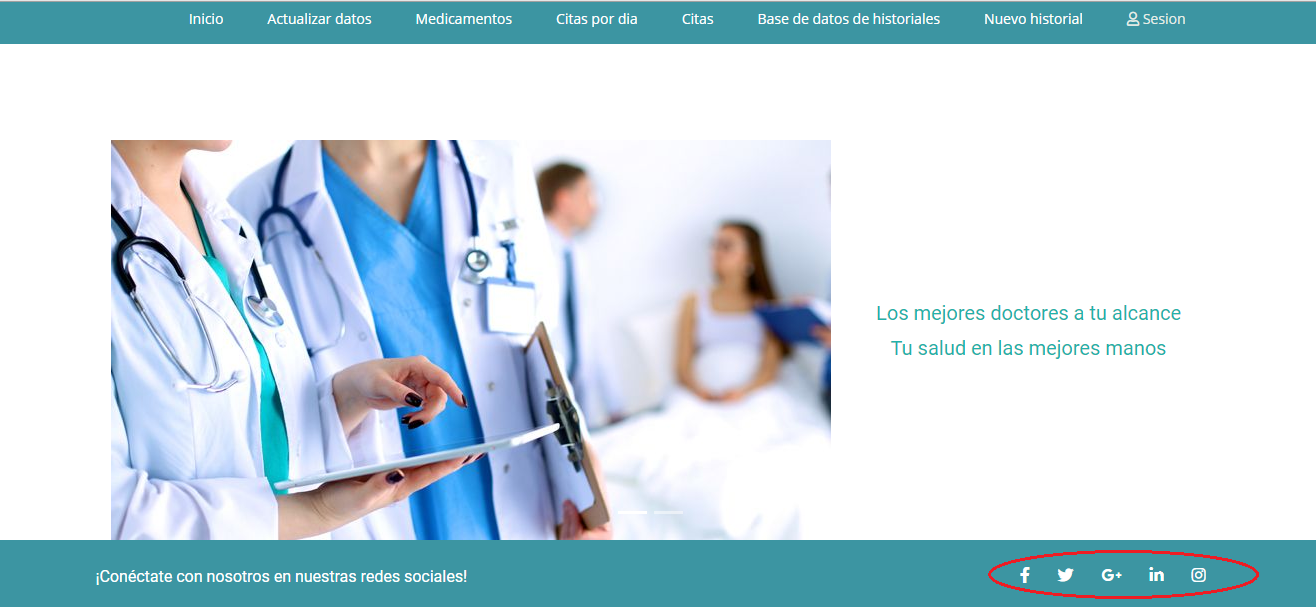 Inicio Actualizar datos Medicamentos Citas por dia Citas Base de datos de historiales Nuevo historial Sesion
Los mejores doctores a tu alcance
Tu salud en las mejores manos
¡Conéctate con nosotros en nuestras redes sociales!